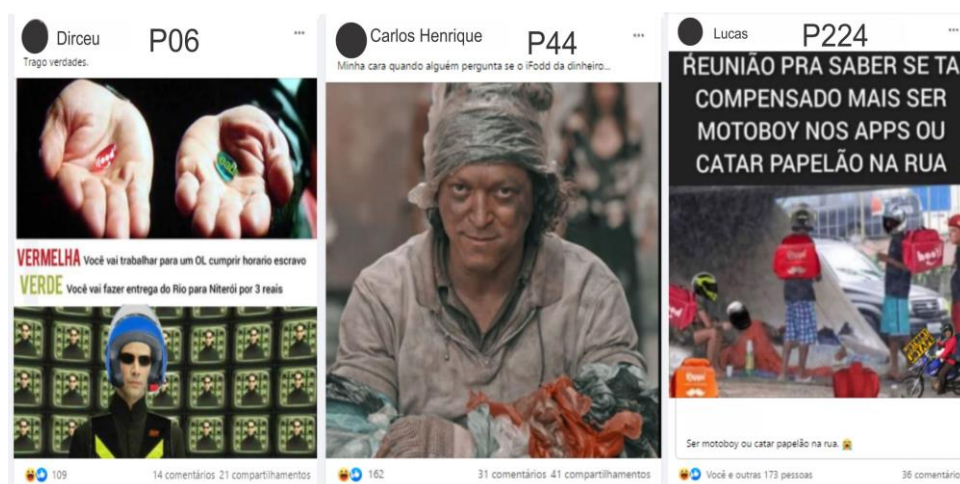 Dirceu
P06
Trago verdades.
VERMELHA Você vai trabalhar para um OL cumprir horario escravo
VERDE Você vai fazer entrega do Rio para Niterói por 3 reais
109
14 comentários 21 compartilhamentos
Carlos Henrique
P44
Minha cara quando alguém pergunta se o iFodd da dinheiro...
162
31 comentários 41 compartilhamentos
Lucas
P224
REUNIÃO PRA SABER SE TA
COMPENSADO MAIS SER
MOTOBOY NOS APPS OU
CATAR PAPELÃO NA RUA
Ser motoboy ou catar papelão na rua.
Você e outras 173 pessoas
36 comentário